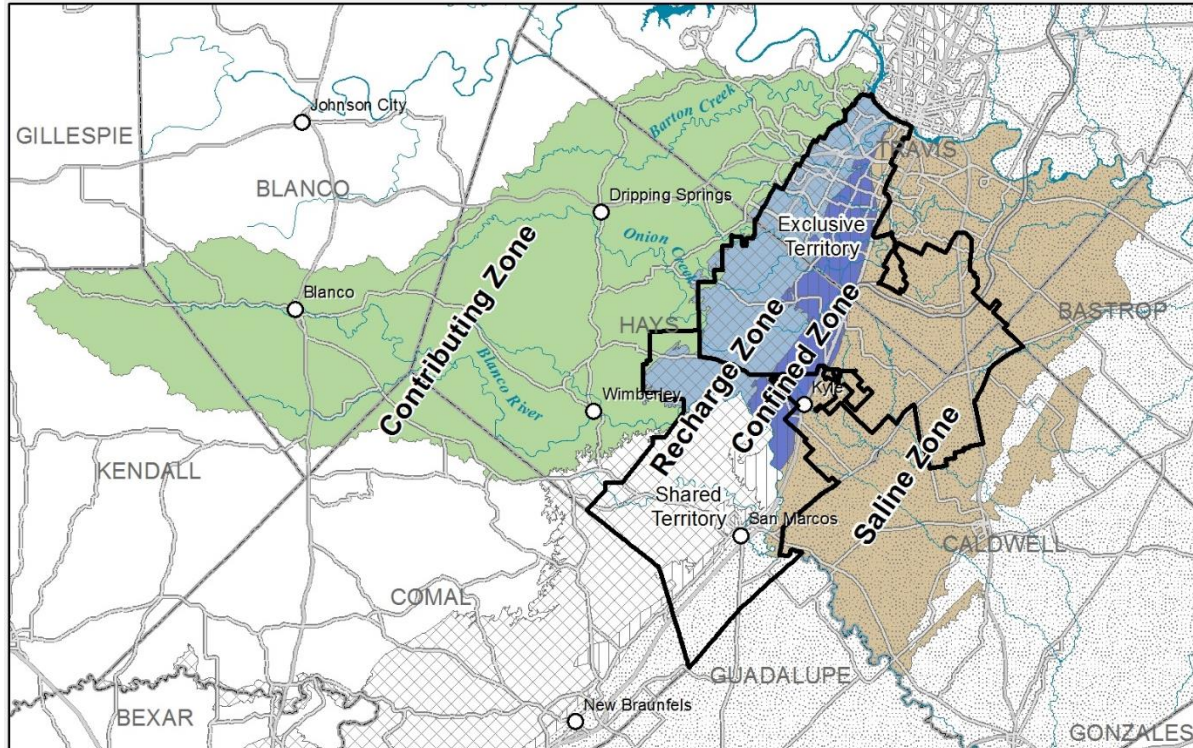 Johnson City
GILLESPIE
BLANCO
Barton Creek
TRAVIS
Dripping Springs
Exclusive
Territory
Onion Creek
Contributing Zone
Blanco
HAYS
BASTROP
Recharge Zone
Confined Zone
Blanco River
Wimberley
Kyle
KENDALL
Saline Zone
Shared
Territory
San Marcos
CALDWELL
COMAL
GUADALUPE
New Braunfels
BEXAR
GONZALES